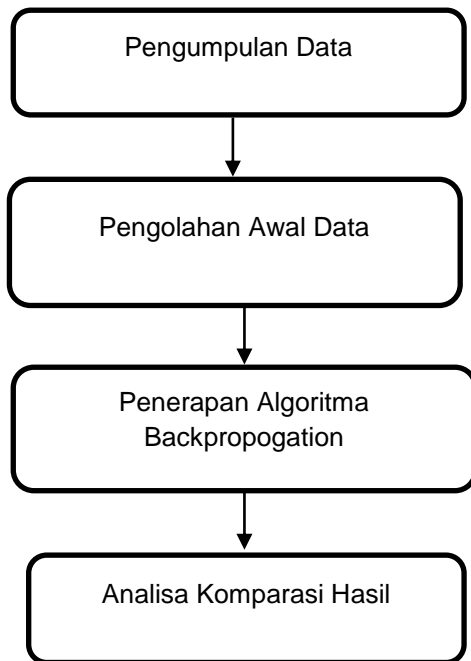 Pengumpulan Data
Pengolahan Awal Data
Penerapan Algoritma
Backpropogation
Analisa Komparasi Hasil